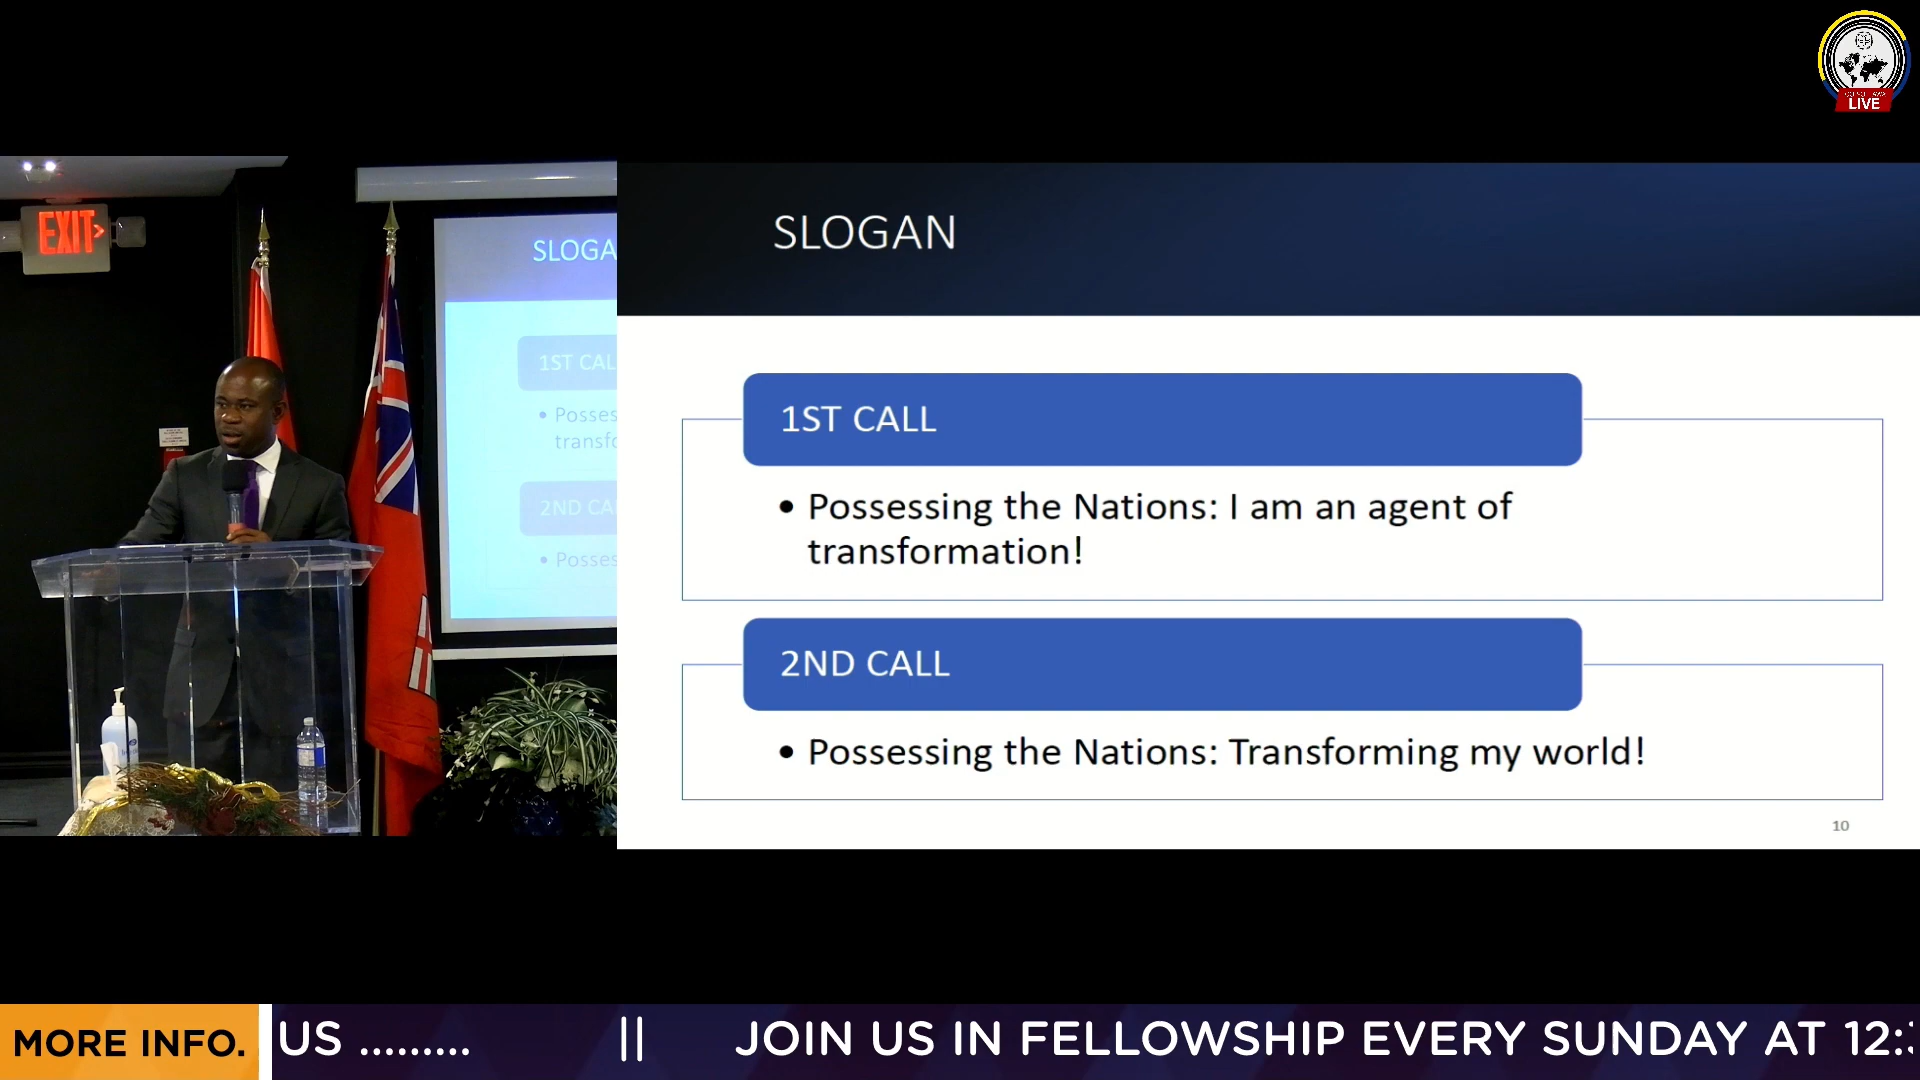 LIVE
EXIT
SLOGA
1ST CAL
• Posses
transfo
2ND CA
• Posses
SLOGAN
1ST CALL
• Possessing the Nations: I am an agent of
transformation!
2ND CALL
• Possessing the Nations: Transforming my world!
10
MORE INFO.
US ......... || JOIN US IN FELLOWSHIP EVERY SUNDAY AT 12: